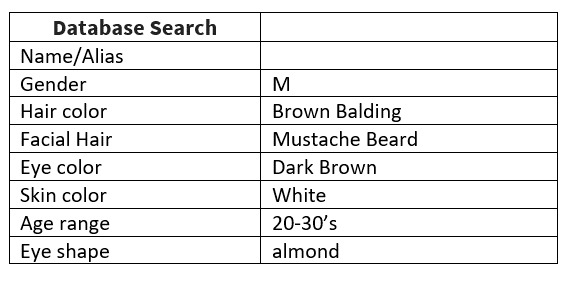 Database Search
Name/Alias
Gender M
Hair color Brown Balding
Facial Hair Mustache Beard
Eye color Dark Brown
Skin color White
Age range 20-30’s
Eye shape almond